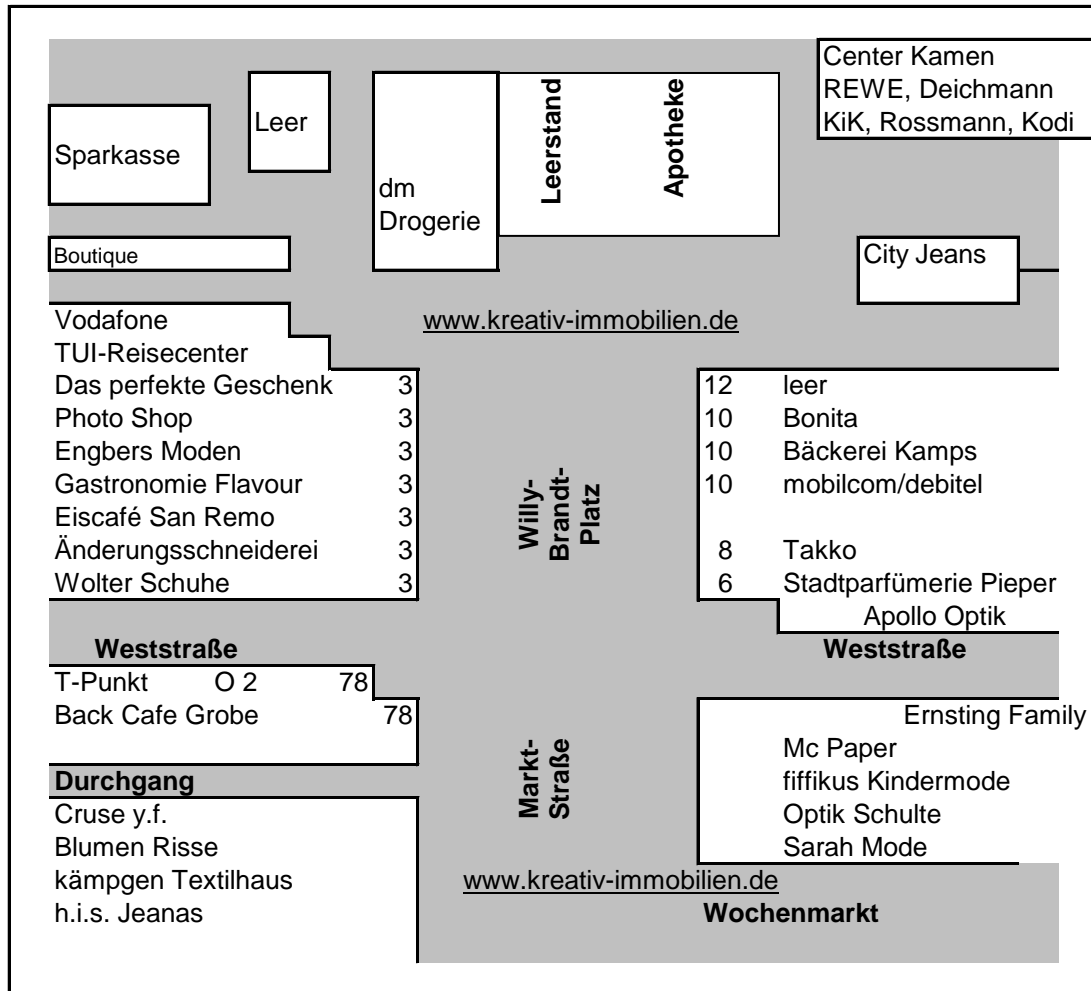 Center Kamen
REWE, Deichmann
KiK, Rossmann, Kodi
Leer
Sparkasse
dm
Drogerie
Leerstand
Apotheke
Boutique
City Jeans
www.kreativ-immobilien.de
Vodafone
TUI-Reisecenter
Das perfekte Geschenk 3
Photo Shop 3
Engbers Moden 3
Gastronomie Flavour 3
Eiscafé San Remo 3
Änderungsschneiderei 3
Wolter Schuhe 3
Willy-
Brandt-
Platz
12 leer
10 Bonita
10 Bäckerei Kamps
10 mobilcom/debitel
8 Takko
6 Stadtparfümerie Pieper
Apollo Optik
Weststraße
Weststraße
T-Punkt O 2 78
Back Cafe Grobe 78
Durchgang
Cruse y.f.
Blumen Risse
kämpgen Textilhaus
h.i.s. Jeanas
Markt-
Straße
Ernsting Family
Mc Paper
fiffikus Kindermode
Optik Schulte
Sarah Mode
www.kreativ-immobilien.de
Wochenmarkt